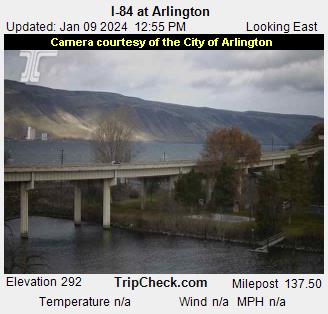 I-84 at Arlington
Updated: Jan 09 2024 12:55 PM Looking East
Camera courtesy of the City of Arlington
Elevation 292 TripCheck.com Milepost 137.50
Temperature n/a Wind n/a MPH n/a